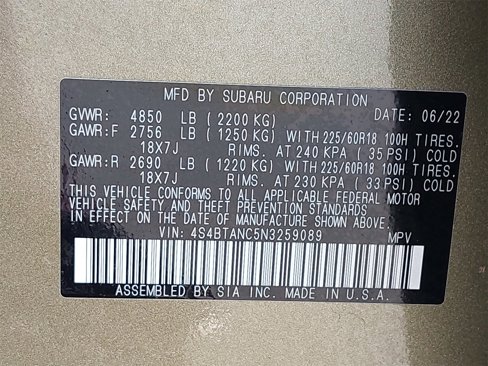 MFD BY SUBARU CORPORATION DATE: 06/22
GVWR: 4850 LB (2200 KG)
GAWR: F 2756 LB (1250 KG) WITH 225/60R18 100H TIRES.
18X7J RIMS. AT 240 KPA (35 PSI) COLD
GAWR: R 2690 LB (1220 KG) WITH 225/60R18 100H TIRES.
18X7J RIMS. AT 230 KPA (33 PSI) COLD
THIS VEHICLE CONFORMS TO ALL APPLICABLE FEDERAL MOTOR
VEHICLE SAFETY AND THEFT PREVENTION STANDARDS
IN EFFECT ON THE DATE OF MANUFACTURE SHOWN ABOVE.
VIN: 4S4BTANC5N3259089 MPV
ASSEMBLED BY SIA INC. MADE IN U.S.A.